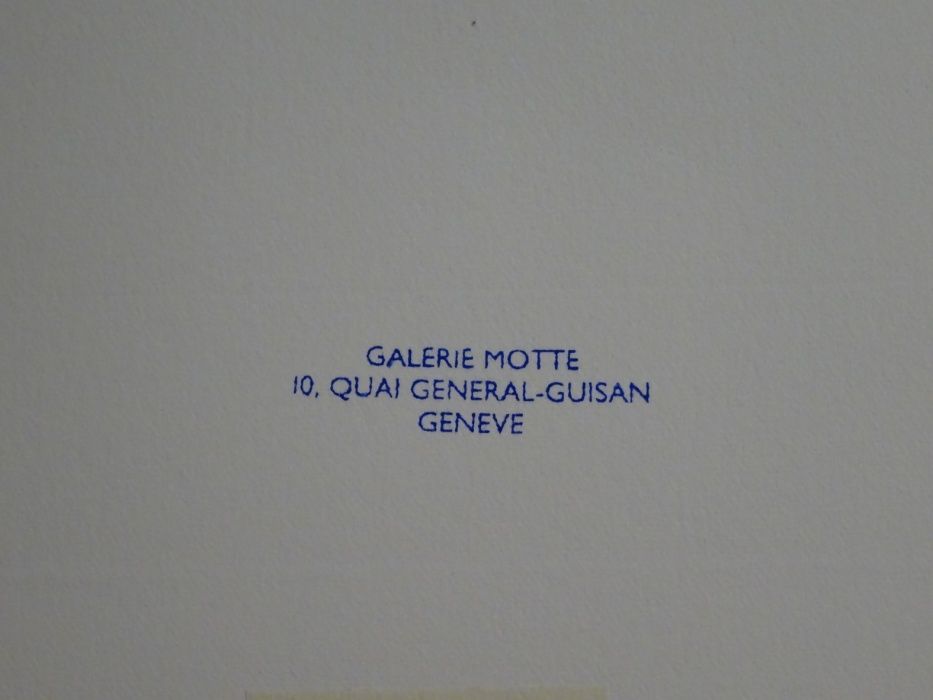 GALERIE MOTTE
10, QUAI GENERAL-GUISAN
GENEVE